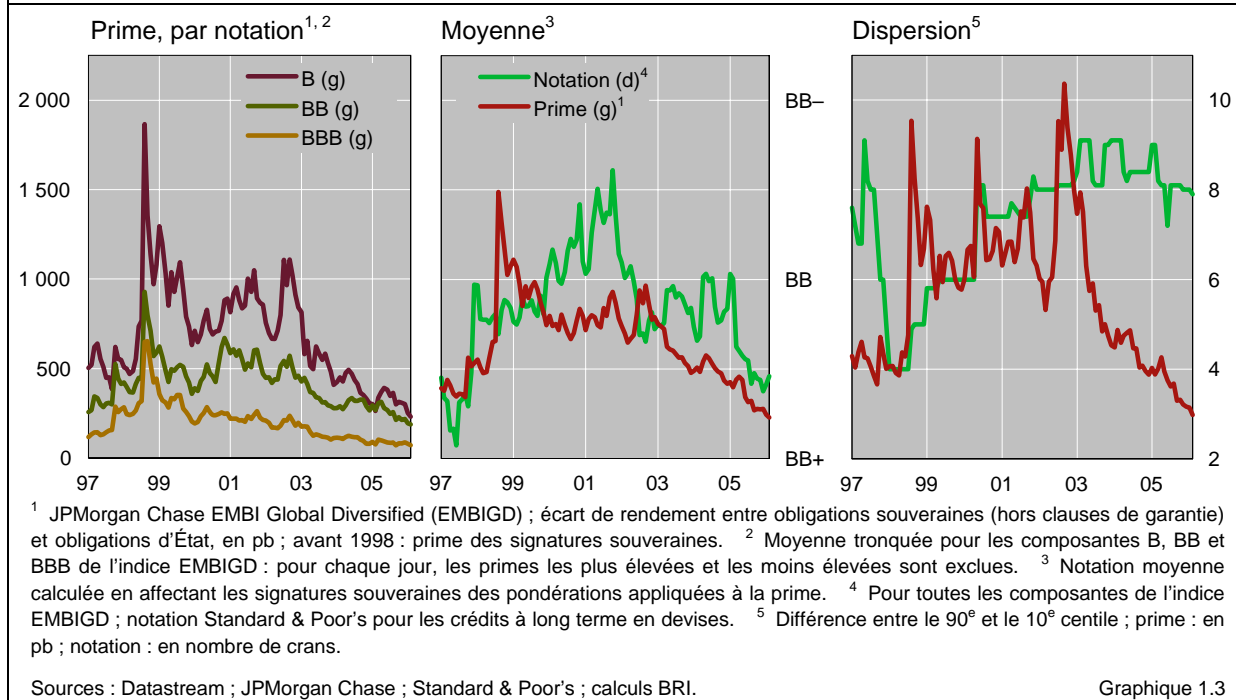 Prime, par notation1, 2
Moyenne3
Dispersion5
B (g)
BB (g)
BBB (g)
Notation (d)4
Prime (g)1
2 000
1 500
1 000
500
0
BB–
BB
BB+
10
8
6
4
2
97 99 01 03 05
97 99 01 03 05
97 99 01 03 05
1 JPMorgan Chase EMBI Global Diversified (EMBIGD) ; écart de rendement entre obligations souveraines (hors clauses de garantie)
et obligations d'État, en pb ; avant 1998 : prime des signatures souveraines. 2 Moyenne tronquée pour les composantes B, BB et
BBB de l'indice EMBIGD : pour chaque jour, les primes les plus élevées et les moins élevées sont exclues. 3 Notation moyenne
calculée en affectant les signatures souveraines des pondérations appliquées à la prime. 4 Pour toutes les composantes de l'indice
EMBIGD ; notation Standard & Poor's pour les crédits à long terme en devises. 5 Différence entre le 90e et le 10e centile ; prime : en
pb ; notation : en nombre de crans.
Sources : Datastream ; JPMorgan Chase ; Standard & Poor's ; calculs BRI. Graphique 1.3